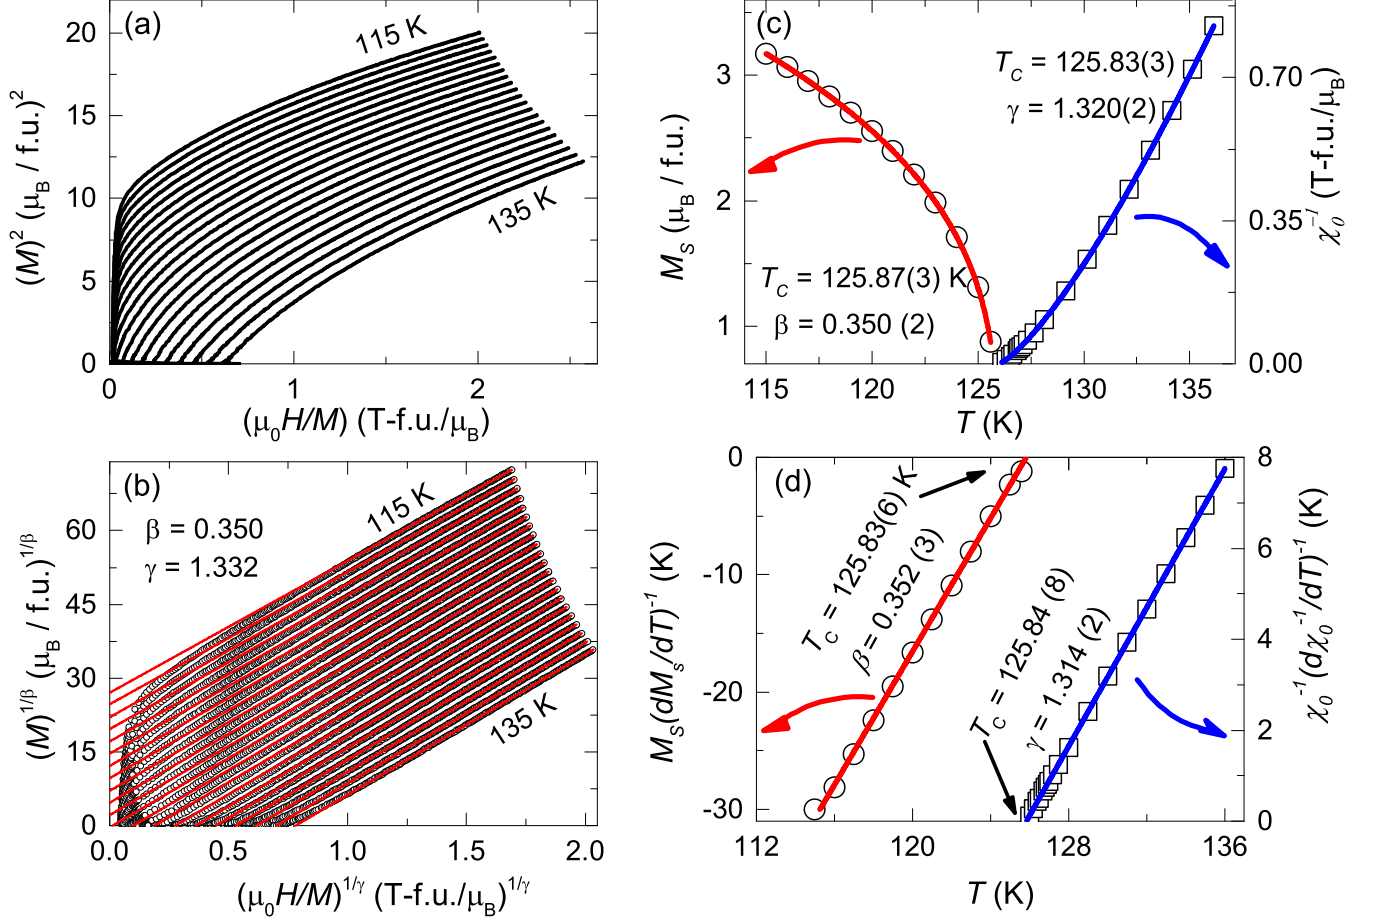 (a)
115 K
135 K
20
15
10
5
0
0
1
2
(M)² (μB / f.u.)²
(μ0H/M) (T-f.u./μB)
(b)
β = 0.350
γ = 1.332
115 K
135 K
60
45
30
15
0
0.0
0.5
1.0
1.5
2.0
(M)^1/β (μB / f.u.)^1/β
(μ0H/M)^1/γ (T-f.u./μB)^1/γ
(c)
TC = 125.83(3)
γ = 1.320(2)
TC = 125.87(3) K
β = 0.350 (2)
3
2
1
0.70
0.35
0.00
115
120
125
130
135
MS (μB / f.u.)
χ0^-1 (T-f.u./μB)
T (K)
(d)
TC = 125.83(6) K
β = 0.352 (3)
TC = 125.84 (8)
γ = 1.314 (2)
0
-10
-20
-30
8
6
4
2
0
112
120
128
136
MS(dMs/dT)^-1 (K)
χ0^-1(dχ0^-1/dT)^-1 (K)
T (K)